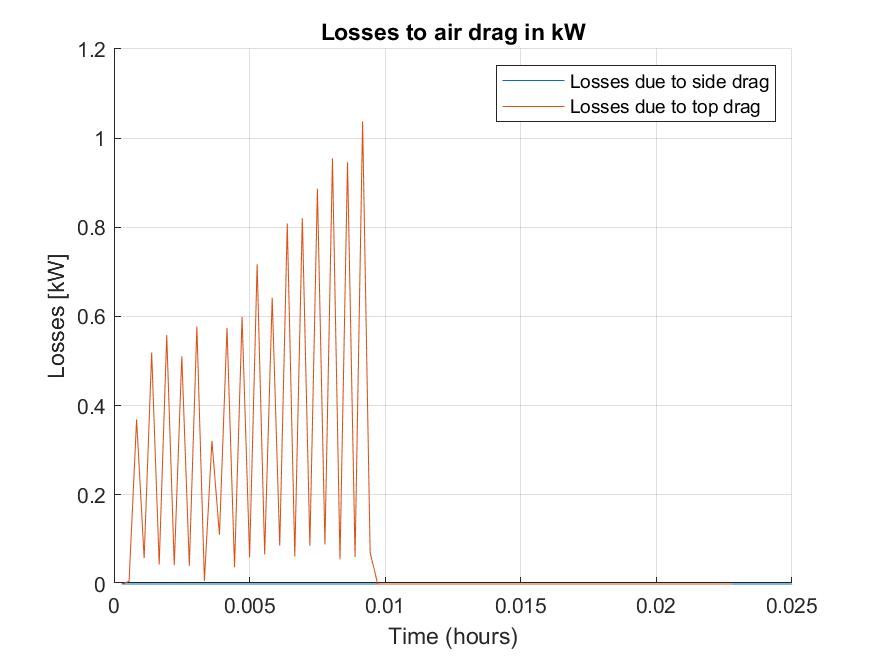 Losses to air drag in kW
1.2
1
0.8
0.6
0.4
0.2
0
Losses [kW]
Losses due to side drag
Losses due to top drag
0
0.005
0.01
0.015
0.02
0.025
Time (hours)